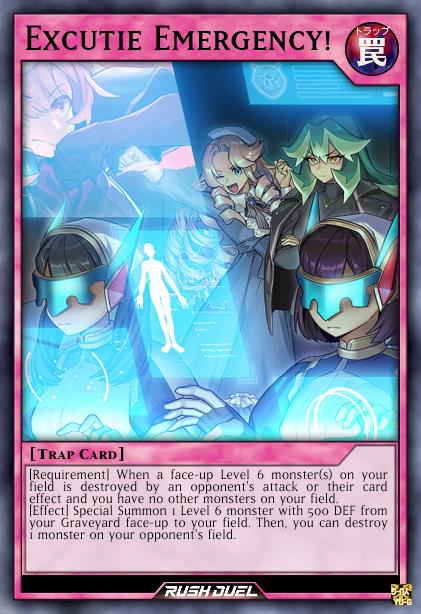 Excutie Emergency!
トラップ
罠
[Trap Card]
[Requirement] When a face-up Level 6 monster(s) on your
field is destroyed by an opponent's attack or their card
effect and you have no other monsters on your field.
[Effect] Special Summon 1 Level 6 monster with 500 DEF from
your Graveyard face-up to your field. Then, you can destroy
1 monster on your opponent's field.
RUSH DUEL